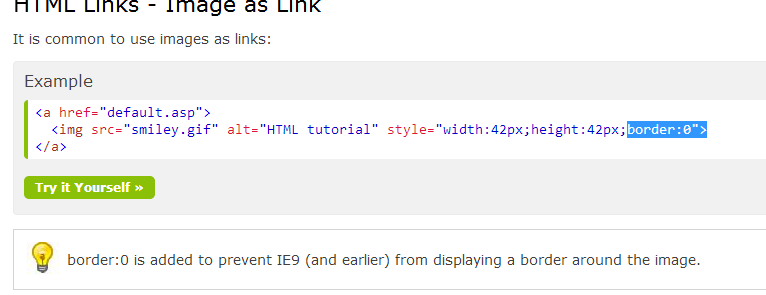 HTML Links - Image as Link
It is common to use images as links:
Example
<a href="default.asp">
<img src="smiley.gif" alt="HTML tutorial" style="width:42px;height:42px;border:0">
</a>
Try it Yourself »
border:0 is added to prevent IE9 (and earlier) from displaying a border around the image.